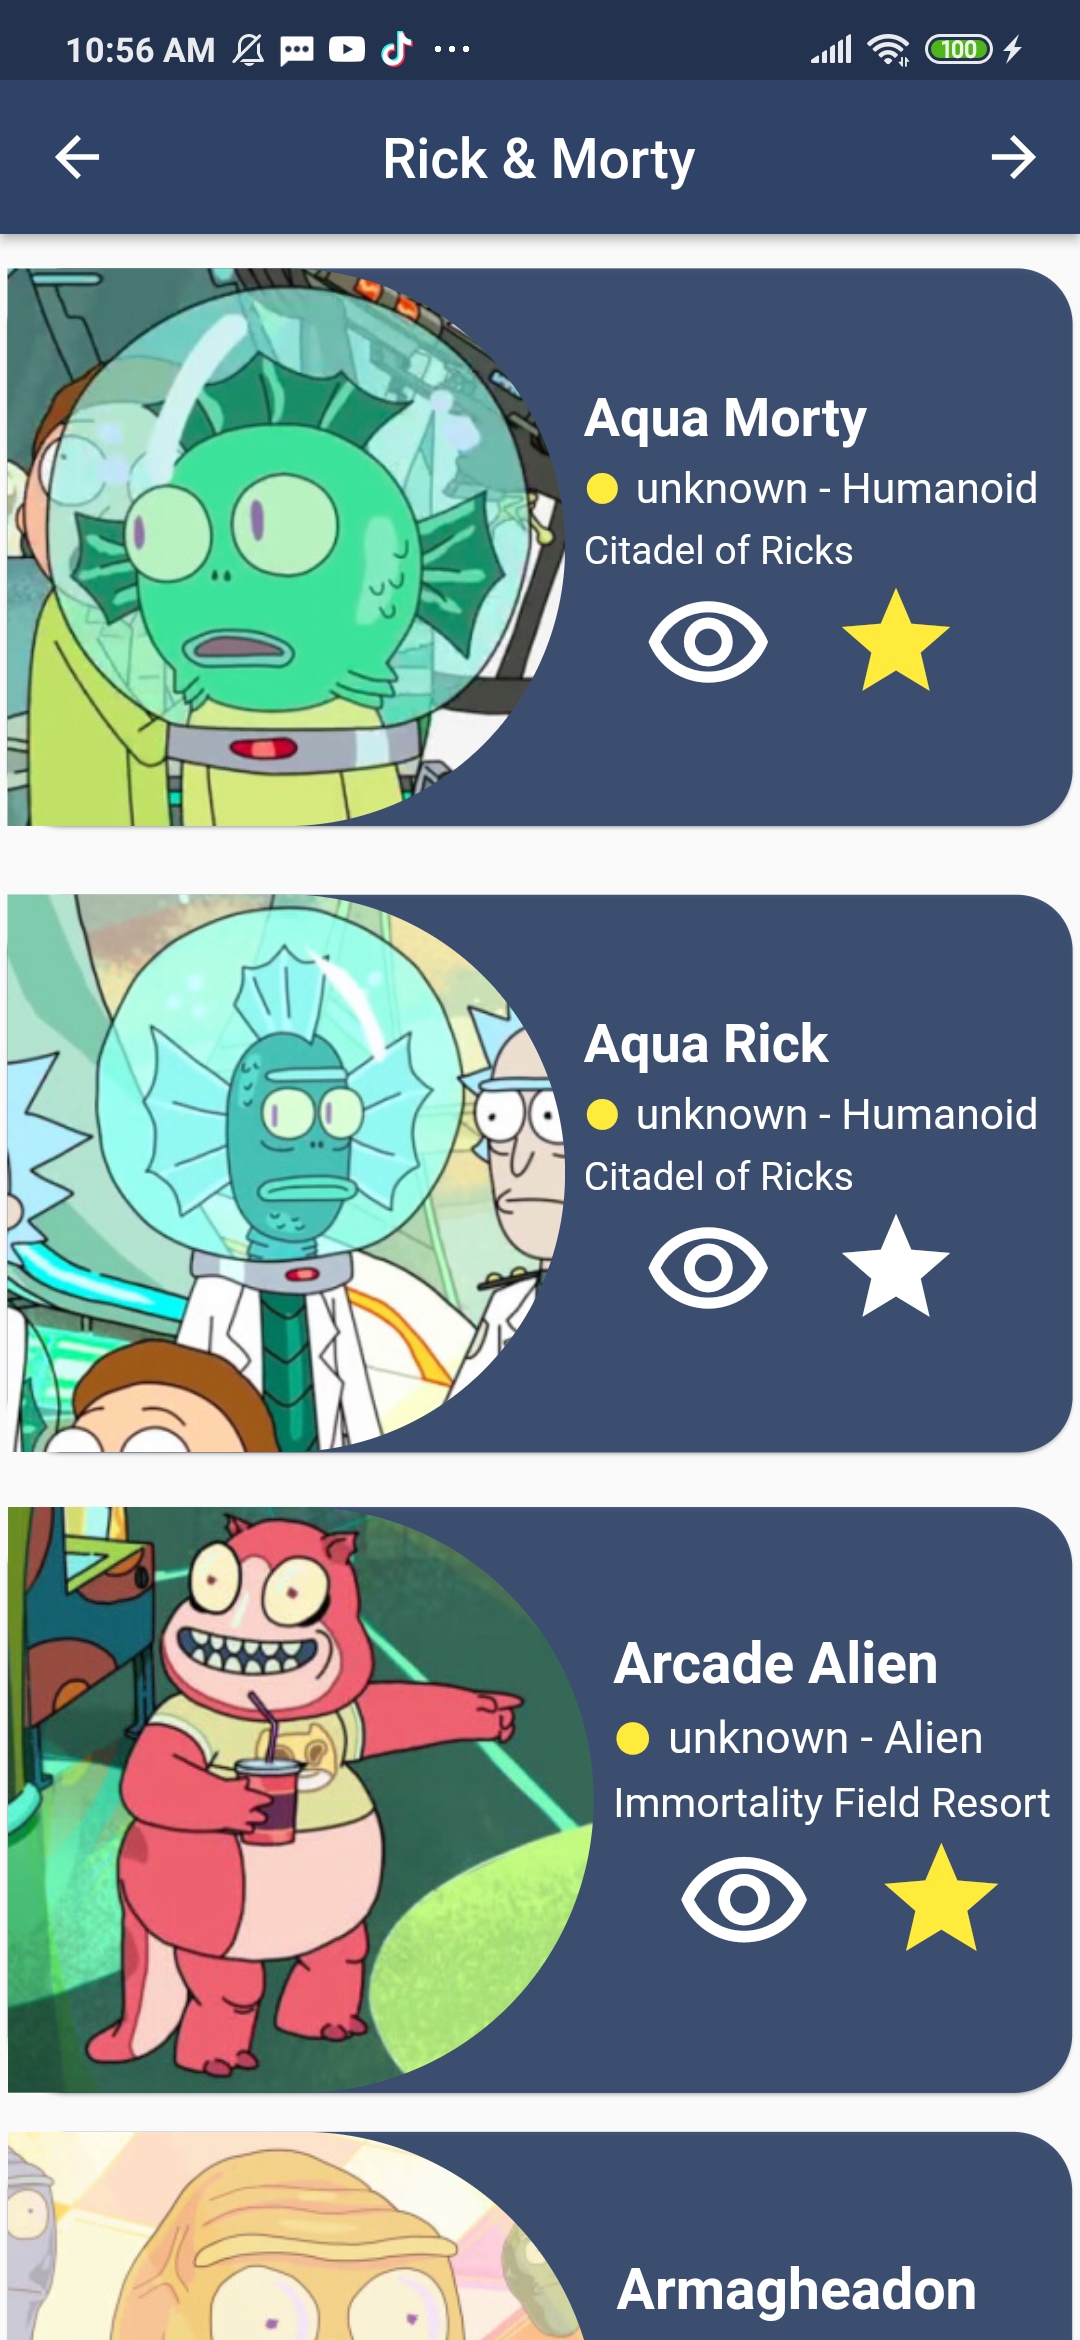 10:56 AM
100
Rick & Morty
Aqua Morty
unknown - Humanoid
Citadel of Ricks
Aqua Rick
unknown - Humanoid
Citadel of Ricks
Arcade Alien
unknown - Alien
Immortality Field Resort
Armagheadon